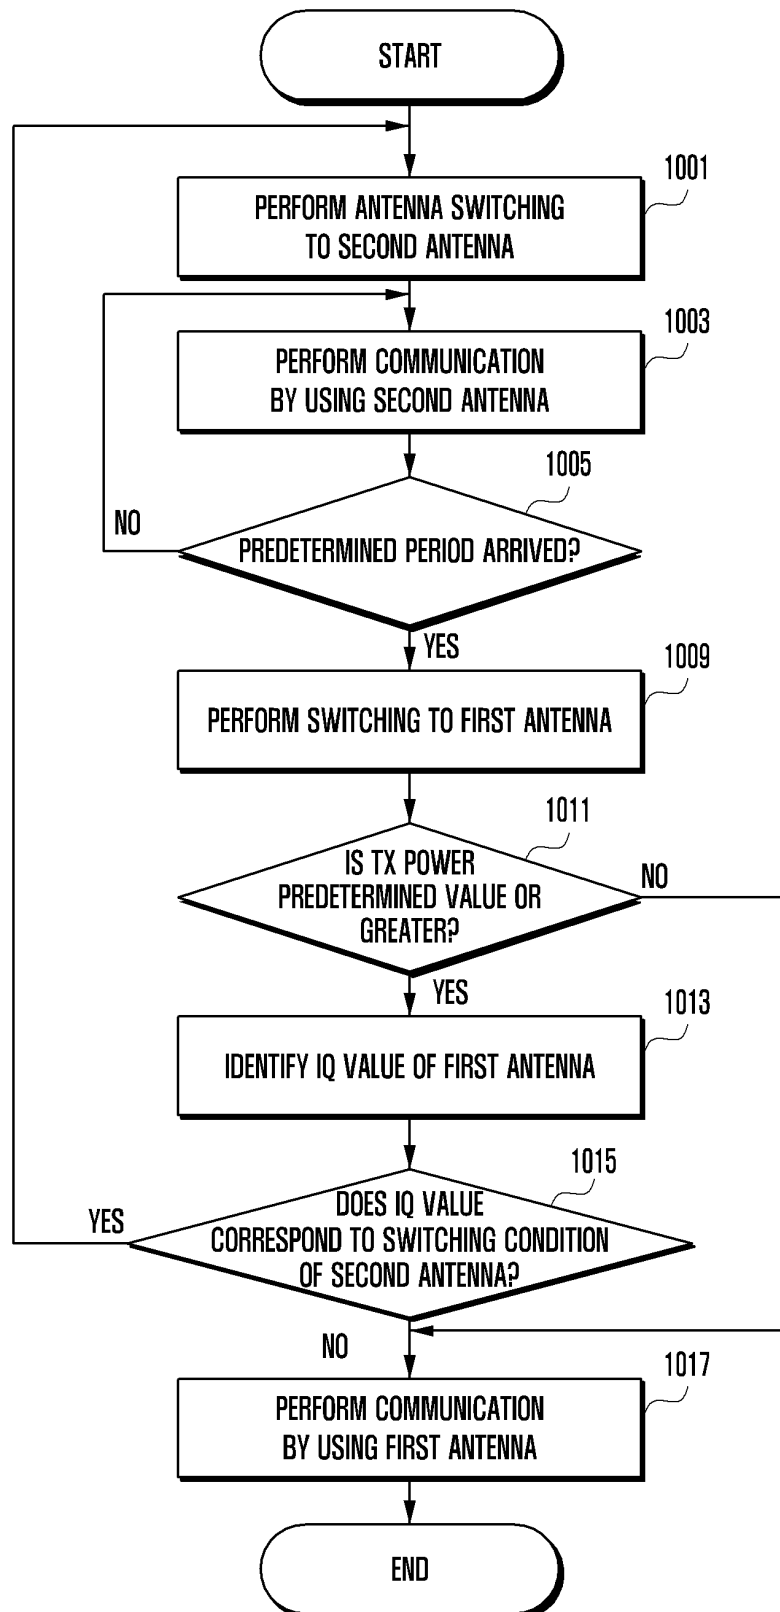 START
1001
PERFORM ANTENNA SWITCHING
TO SECOND ANTENNA
1003
PERFORM COMMUNICATION
BY USING SECOND ANTENNA
1005
NO
PREDETERMINED PERIOD ARRIVED?
YES
1009
PERFORM SWITCHING TO FIRST ANTENNA
1011
IS TX POWER
PREDETERMINED VALUE OR
GREATER?
NO
YES
1013
IDENTIFY IQ VALUE OF FIRST ANTENNA
1015
YES
DOES IQ VALUE
CORRESPOND TO SWITCHING CONDITION
OF SECOND ANTENNA?
NO
1017
PERFORM COMMUNICATION
BY USING FIRST ANTENNA
END